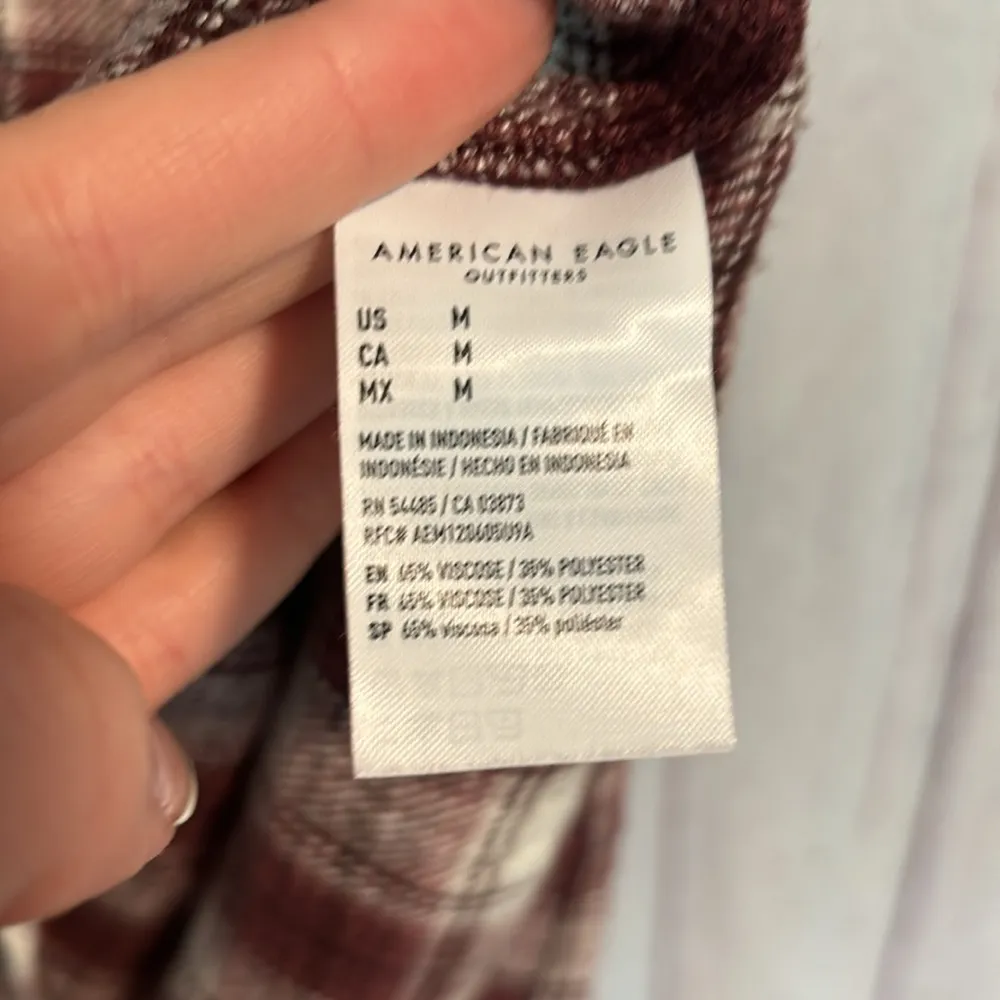 AMERICAN EAGLE
OUTFITTERS
US M
CA M
MX M
MADE IN INDONESIA / FABRIQUÉ EN
INDONÉSIE / HECHO EN INDONESIA
RN 54485 / CA 03873
RFC# AEM120605U9A
EN 65% VISCOSE / 35% POLYESTER
FR 65% VISCOSE / 35% POLYESTER
SP 65% viscosa / 35% poliéster